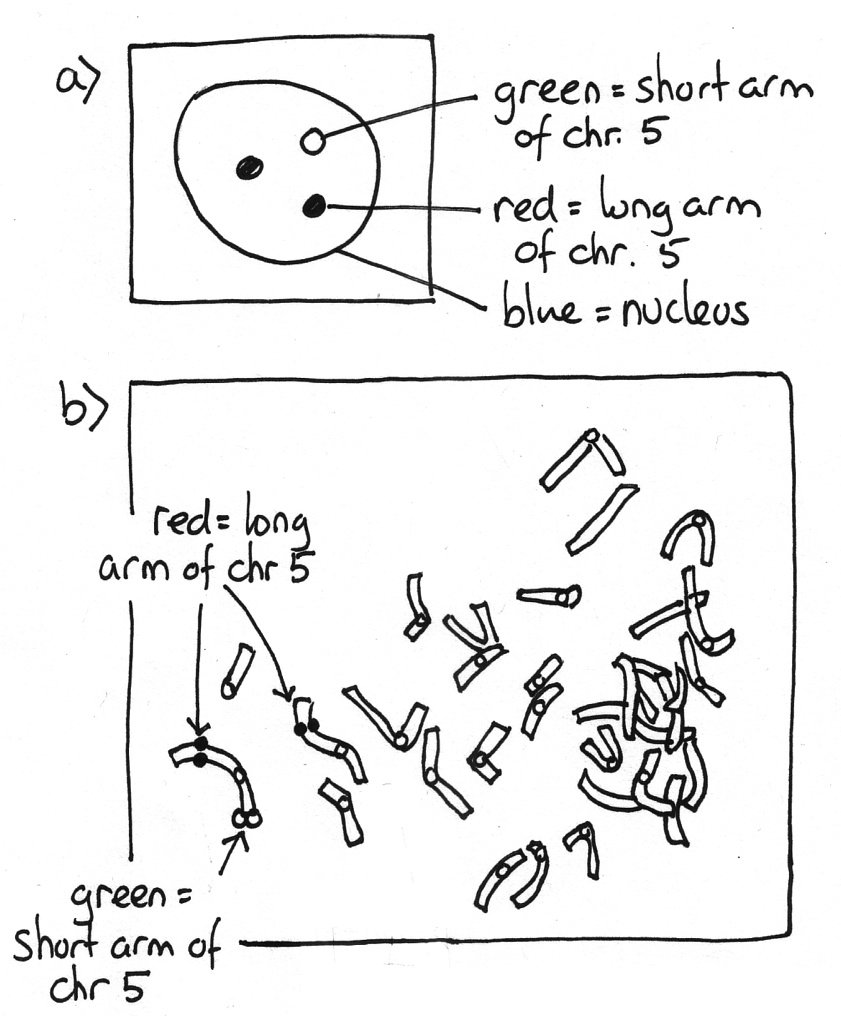 a)
green = short arm
of chr. 5
red = long arm
of chr. 5
blue = nucleus
b)
red = long
arm of chr 5
green =
short arm of
chr 5